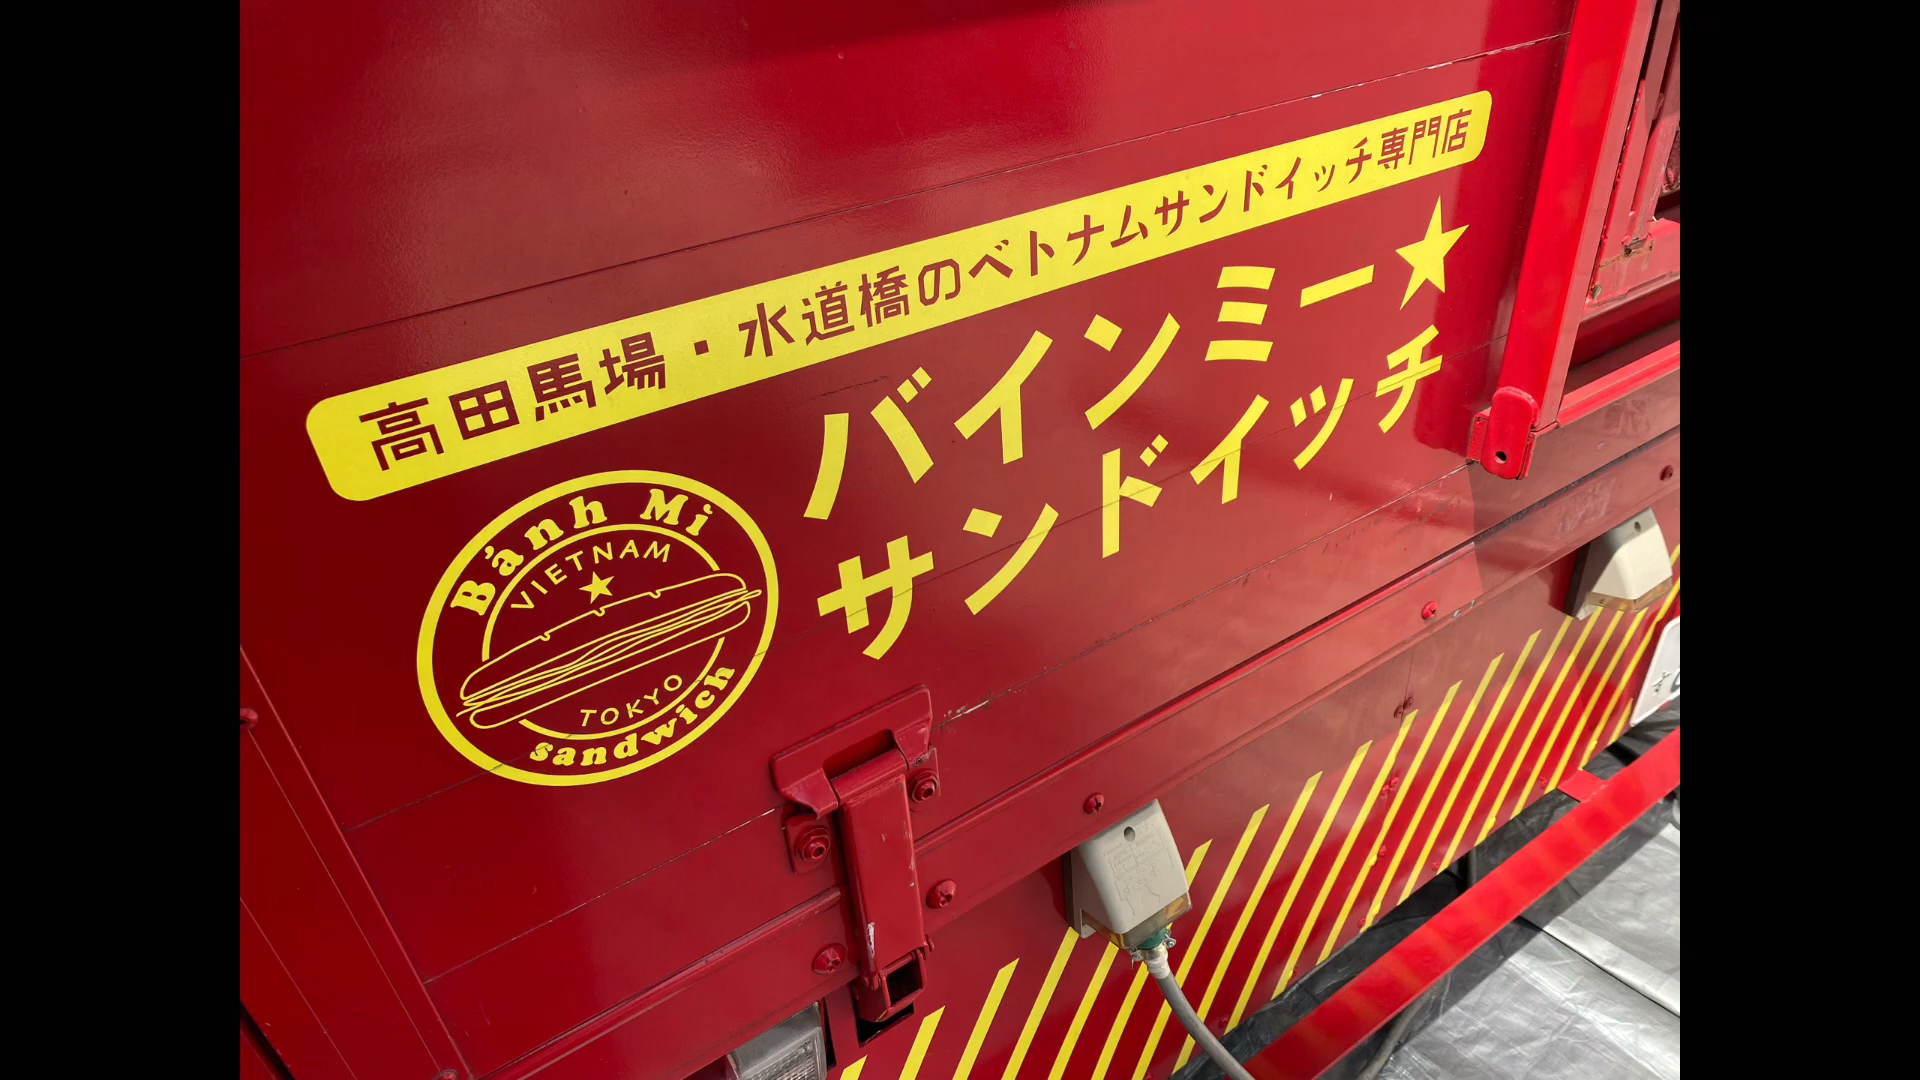 高田馬場・水道橋のベトナムサンドイッチ専門店
バインミー★
サンドイッチ
Bánh Mì
VIETNAM
★
TOKYO
sandwich